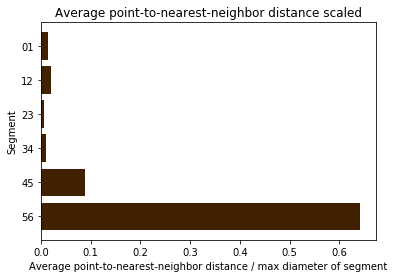 Average point-to-nearest-neighbor distance scaled
01
12
23
34
45
56
Segment
0.0 0.1 0.2 0.3 0.4 0.5 0.6
Average point-to-nearest-neighbor distance / max diameter of segment